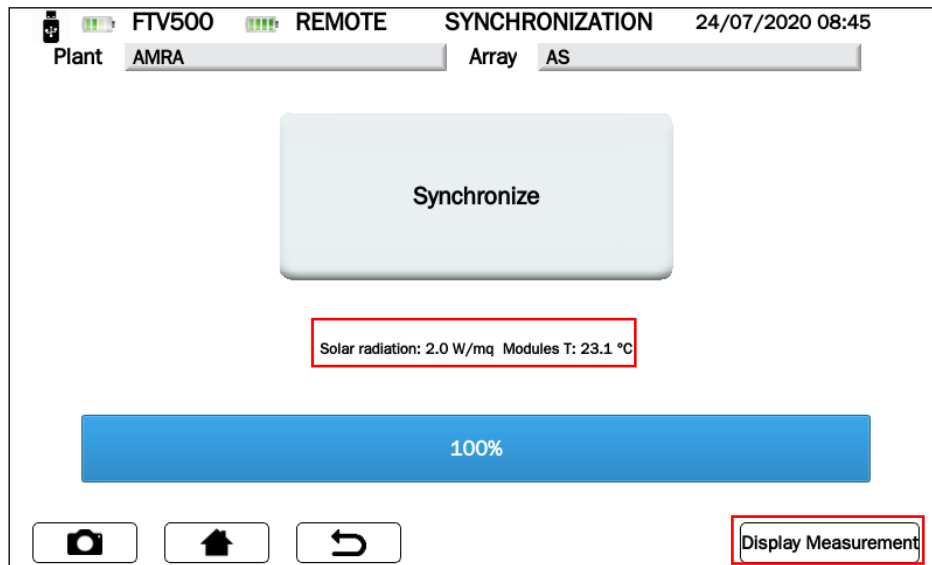 FTV500 REMOTE SYNCHRONIZATION 24/07/2020 08:45
Plant AMRA Array AS
Synchronize
Solar radiation: 2.0 W/mq Modules T: 23.1 °C
100%
Display Measurement